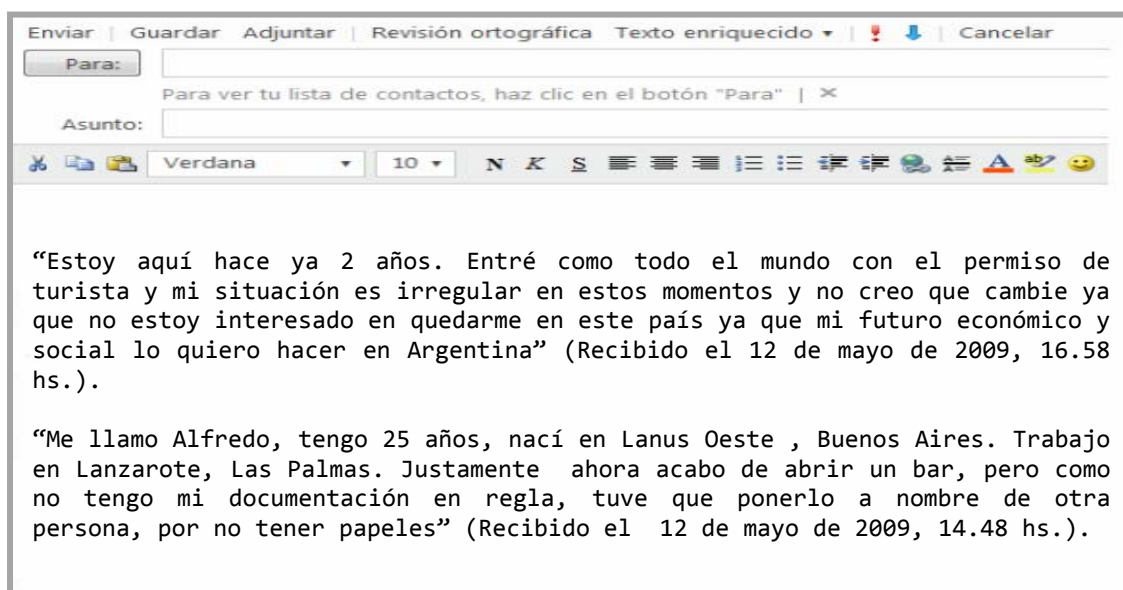 Enviar | Guardar Adjuntar | Revisión ortográfica Texto enriquecido | Cancelar
Para:
Para ver tu lista de contactos, haz clic en el botón "Para" | ×
Asunto:
Verdana 10 N K S A ab
“Estoy aquí hace ya 2 años. Entré como todo el mundo con el permiso de
turista y mi situación es irregular en estos momentos y no creo que cambie ya
que no estoy interesado en quedarme en este país ya que mi futuro económico y
social lo quiero hacer en Argentina” (Recibido el 12 de mayo de 2009, 16.58
hs.).
“Me llamo Alfredo, tengo 25 años, nací en Lanus Oeste , Buenos Aires. Trabajo
en Lanzarote, Las Palmas. Justamente ahora acabo de abrir un bar, pero como
no tengo mi documentación en regla, tuve que ponerlo a nombre de otra
persona, por no tener papeles” (Recibido el 12 de mayo de 2009, 14.48 hs.).